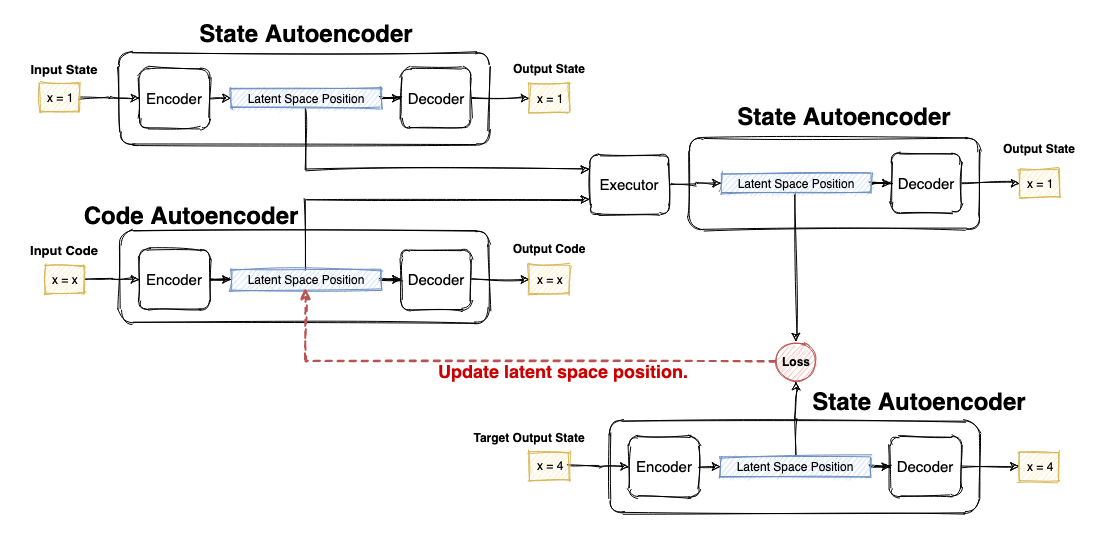 State Autoencoder
Input State
x = 1
Encoder
Latent Space Position
Decoder
Output State
x = 1
Code Autoencoder
Input Code
x = x
Encoder
Latent Space Position
Decoder
Output Code
x = x
Executor
State Autoencoder
Latent Space Position
Decoder
Output State
x = 1
Loss
Update latent space position.
State Autoencoder
Target Output State
x = 4
Encoder
Latent Space Position
Decoder
x = 4